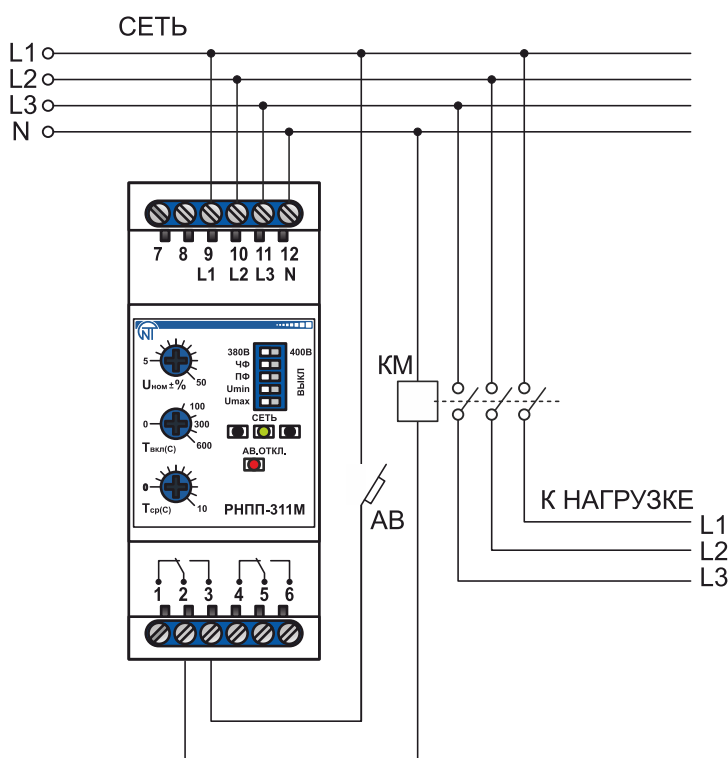 СЕТЬ
L1
L2
L3
N
7 8 9 10 11 12
L1 L2 L3 N
NT
380В 400В
ЧФ
ПФ
Umin
Umax
ВЫКЛ
5 50
Uном ± %
100
0 300
600
Tвкл(С)
СЕТЬ
АВ.ОТКЛ.
0 10
Tср(С)
РНПП-311М
1 2 3 4 5 6
АВ
КМ
К НАГРУЗКЕ
L1
L2
L3